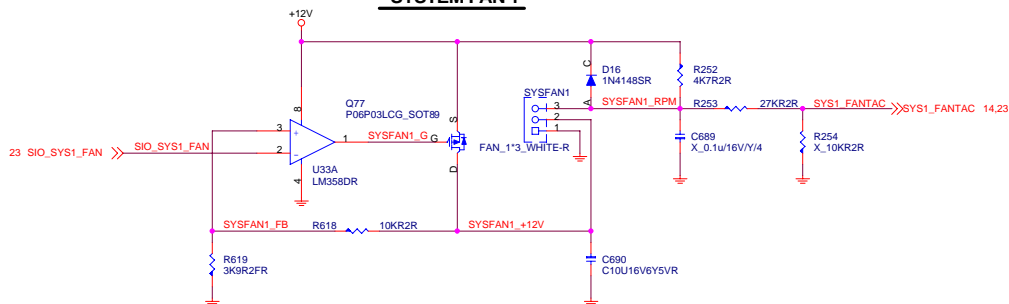 SYSTEM FAN 1
+12V
D16
1N4148SR
R252
4K7R2R
Q77
P06P03LCG_SOT89
SYSFAN1
C
A
S
8
3
2
1
SYSFAN1_RPM
R253
27KR2R
SYS1_FANTAC
SYS1_FANTAC 14,23
3
+
1
SYSFAN1_G
G
23 SIO_SYS1_FAN
SIO_SYS1_FAN
2
-
FAN_1*3_WHITE-R
C689
X_0.1u/16V/Y/4
R254
X_10KR2R
4
U33A
LM358DR
D
SYSFAN1_FB
R618
10KR2R
SYSFAN1_+12V
R619
3K9R2FR
C690
C10U16V6Y5VR